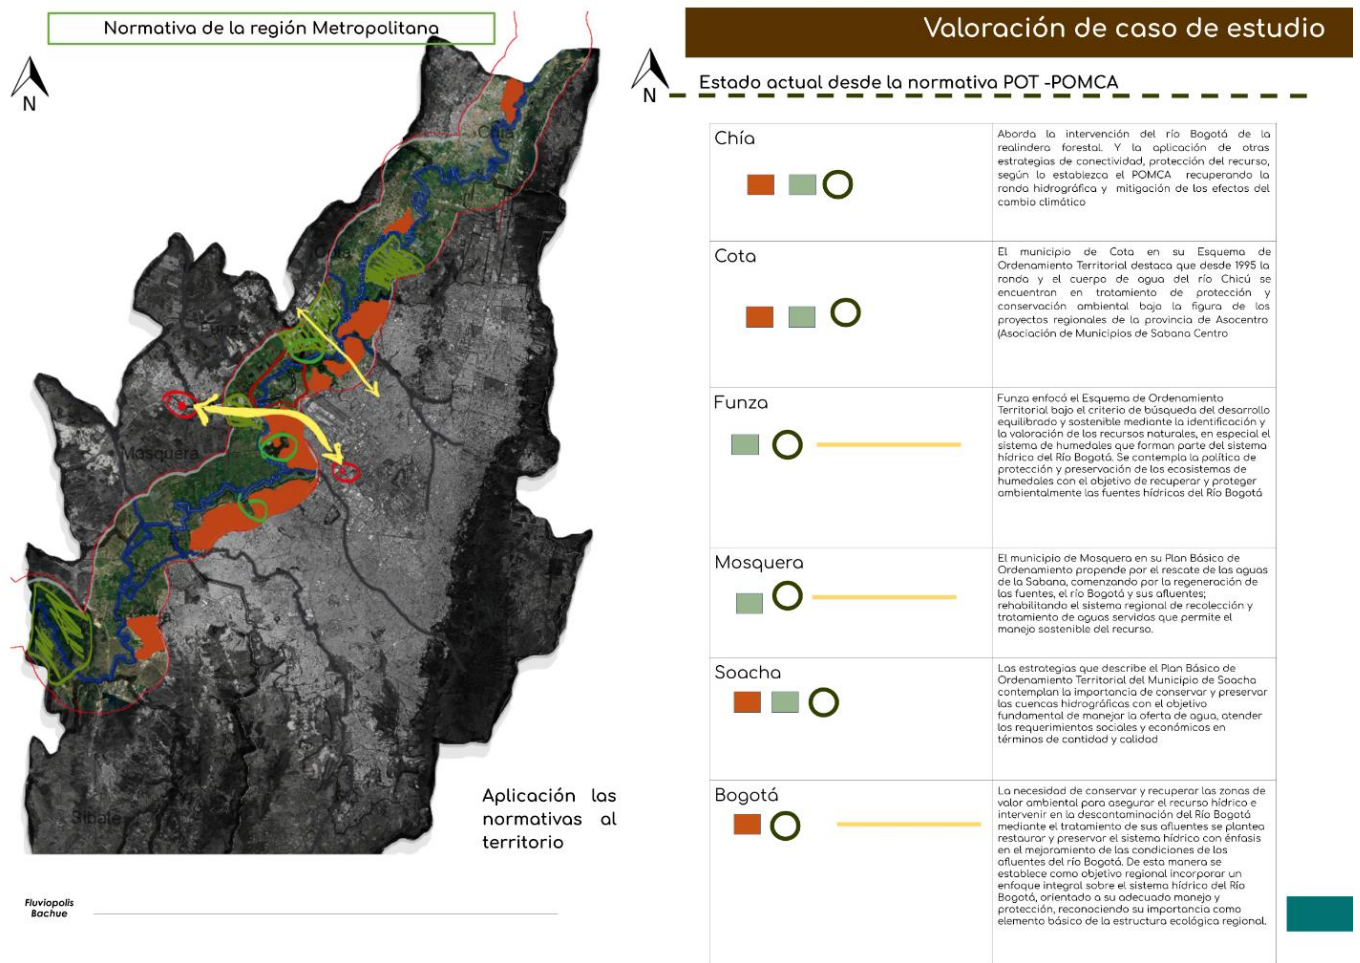 Normativa de la región Metropolitana
N
Chía
Cota
Funza
Mosquera
Sibate
Aplicación las
normativas al
territorio
Fluviopolis
Bachue
Valoración de caso de estudio
N
Estado actual desde la normativa POT -POMCA
Chía
Aborda la intervención del río Bogotá de la
realindera forestal. Y la aplicación de otras
estrategias de conectividad, protección del recurso,
según lo establezca el POMCA recuperando la
ronda hidrográfica y mitigación de los efectos del
cambio climático
Cota
El municipio de Cota en su Esquema de
Ordenamiento Territorial destaca que desde 1995 la
ronda y el cuerpo de agua del río Chicú se
encuentran en tratamiento de protección y
conservación ambiental bajo la figura de los
proyectos regionales de la provincia de Asocentro
(Asociación de Municipios de Sabana Centro
Funza
Funza enfocó el Esquema de Ordenamiento
Territorial bajo el criterio de búsqueda del desarrollo
equilibrado y sostenible mediante la identificación y
la valoración de los recursos naturales, en especial el
sistema de humedales que forman parte del sistema
hídrico del Río Bogotá. Se contempla la política de
protección y preservación de los ecosistemas de
humedales con el objetivo de recuperar y proteger
ambientalmente las fuentes hídricas del Río Bogotá
Mosquera
El municipio de Mosquera en su Plan Básico de
Ordenamiento propende por el rescate de las aguas
de la Sabana, comenzando por la regeneración de
las fuentes, el río Bogotá y sus afluentes;
rehabilitando el sistema regional de recolección y
tratamiento de aguas servidas que permite el
manejo sostenible del recurso.
Soacha
Las estrategias que describe el Plan Básico de
Ordenamiento Territorial del Municipio de Soacha
contemplan la importancia de conservar y preservar
las cuencas hidrográficas con el objetivo
fundamental de manejar la oferta de agua, atender
los requerimientos sociales y económicos en
términos de cantidad y calidad
Bogotá
La necesidad de conservar y recuperar las zonas de
valor ambiental para asegurar el recurso hídrico e
intervenir en la descontaminación del Río Bogotá
mediante el tratamiento de sus afluentes se plantea
restaurar y preservar el sistema hídrico con énfasis
en el mejoramiento de las condiciones de los
afluentes del río Bogotá. De esta manera se
establece como objetivo regional incorporar un
enfoque integral sobre el sistema hídrico del Río
Bogotá, orientado a su adecuado manejo y
protección, reconociendo su importancia como
elemento básico de la estructura ecológica regional.